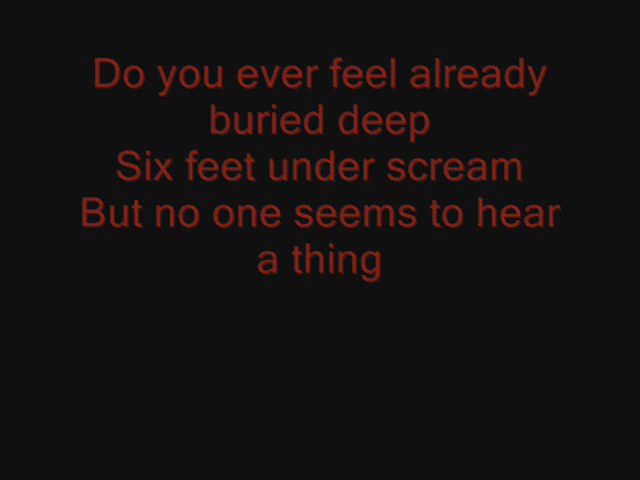 Do you ever feel already
buried deep
Six feet under scream
But no one seems to hear
a thing